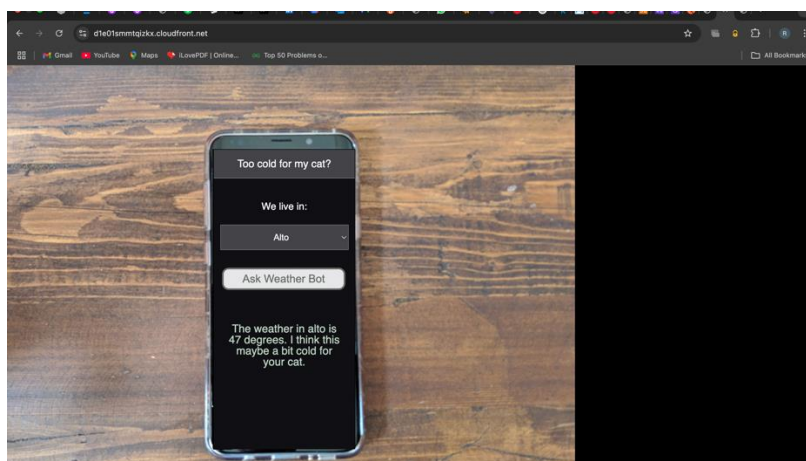 d1e01smmtqizkx.cloudfront.net
Gmail YouTube Maps iLovePDF | Online... Top 50 Problems o... All Bookmark
Too cold for my cat?
We live in:
Alto
Ask Weather Bot
The weather in alto is
47 degrees. I think this
maybe a bit cold for
your cat.